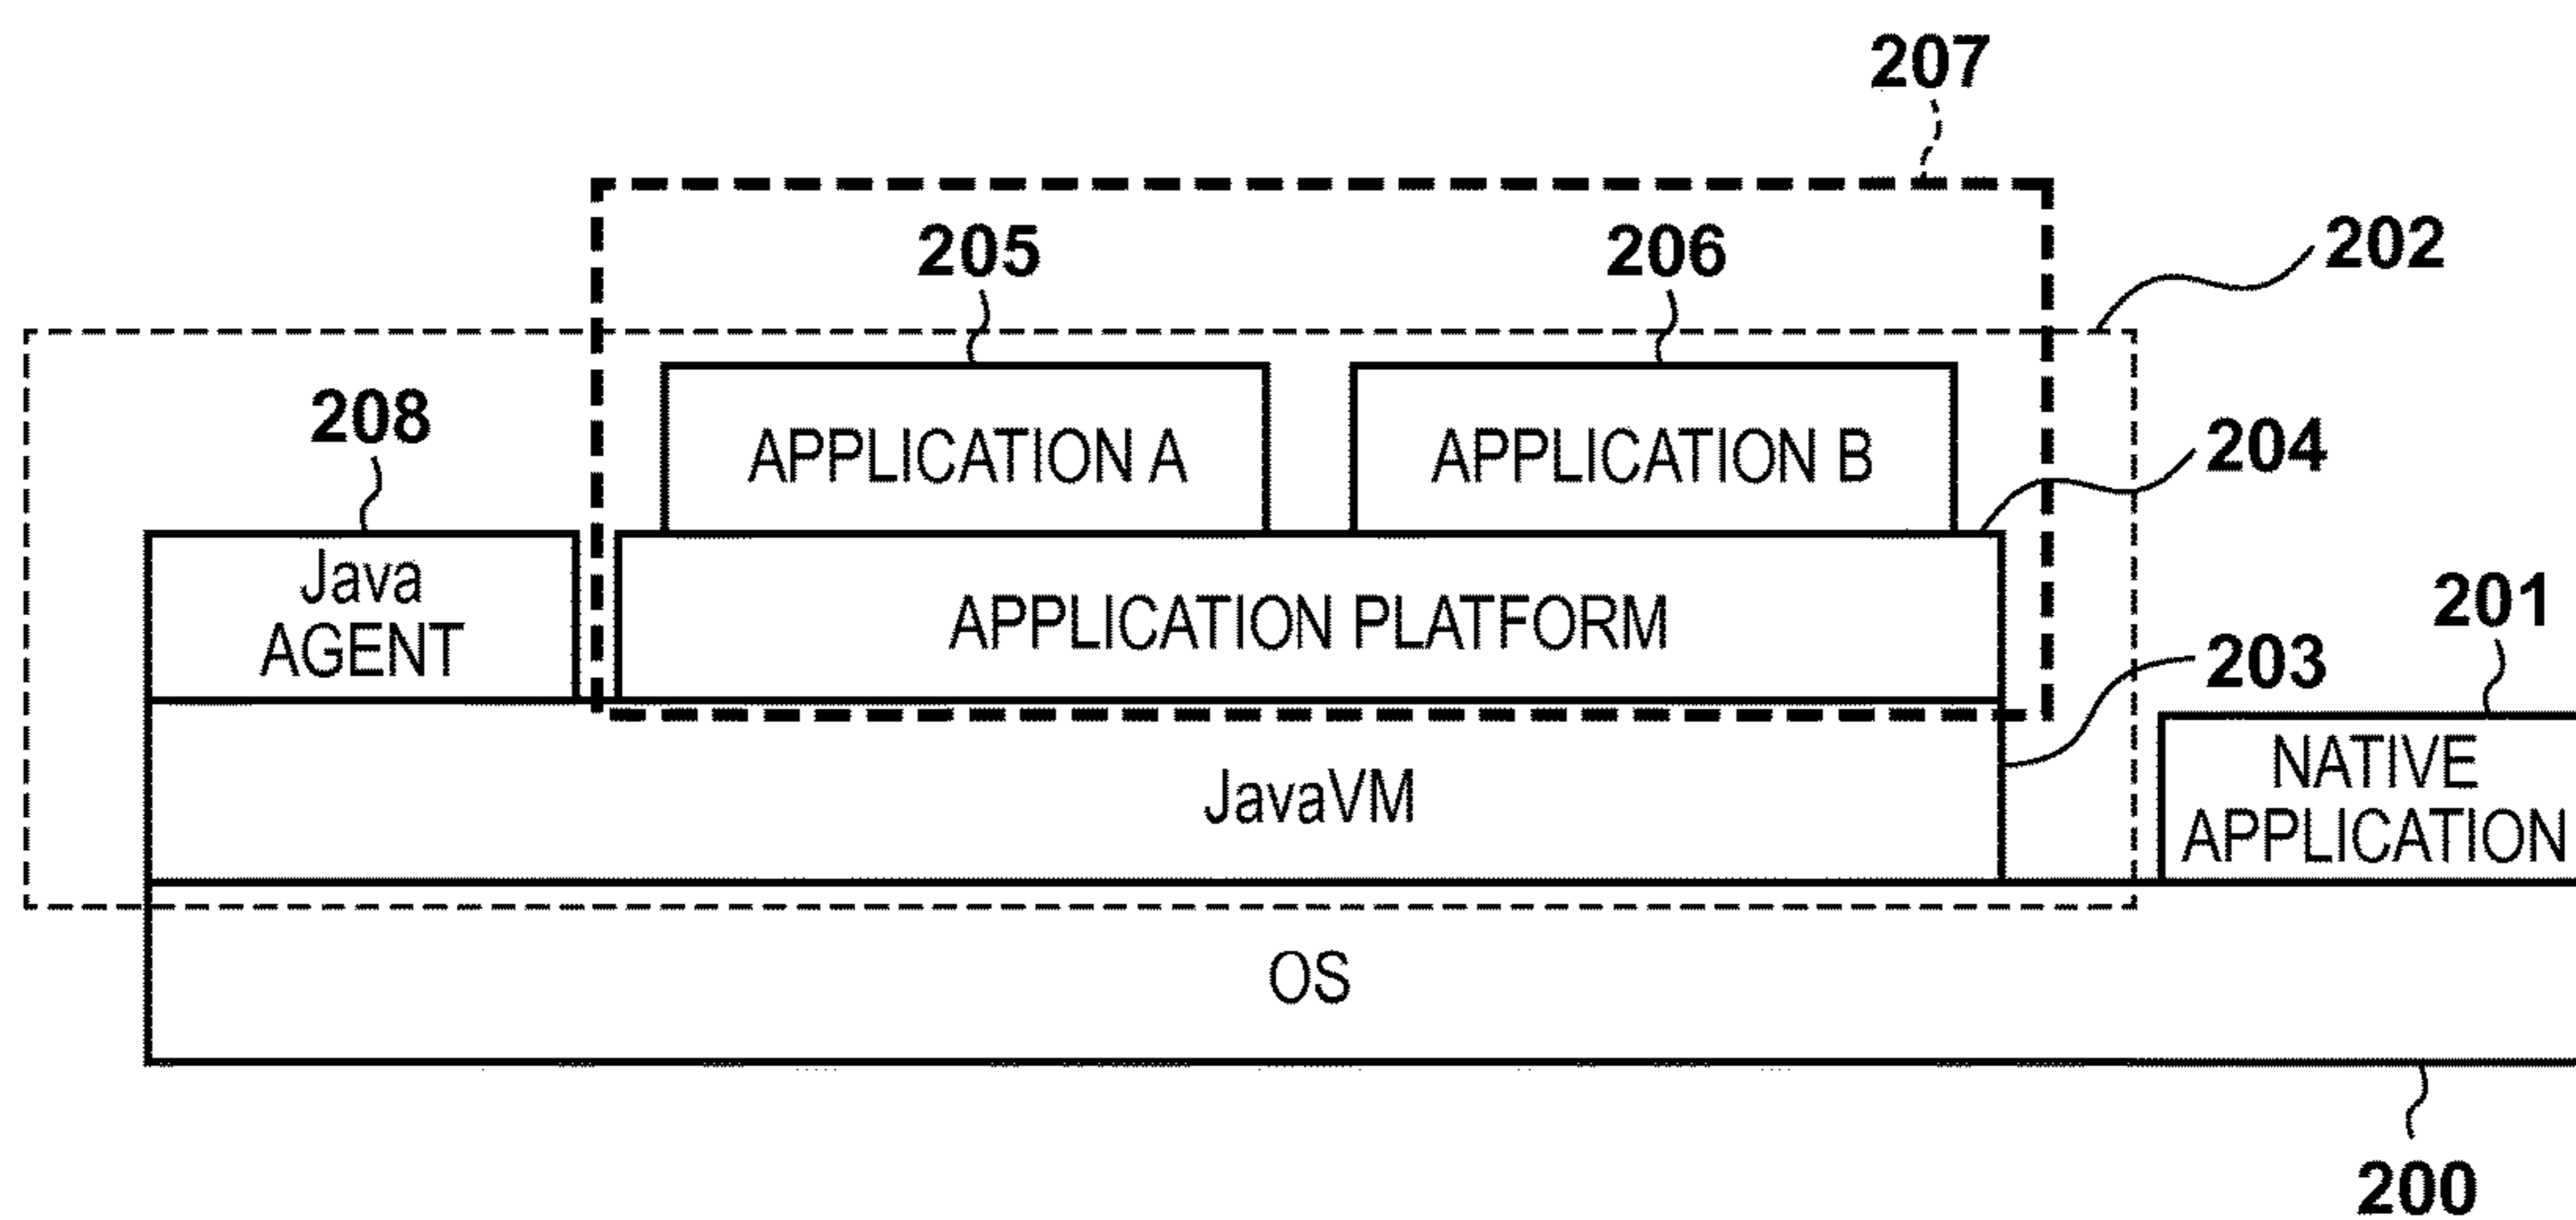 207
205
206
202
208
APPLICATION A
APPLICATION B
204
Java
AGENT
APPLICATION PLATFORM
201
203
JavaVM
NATIVE
APPLICATION
OS
200